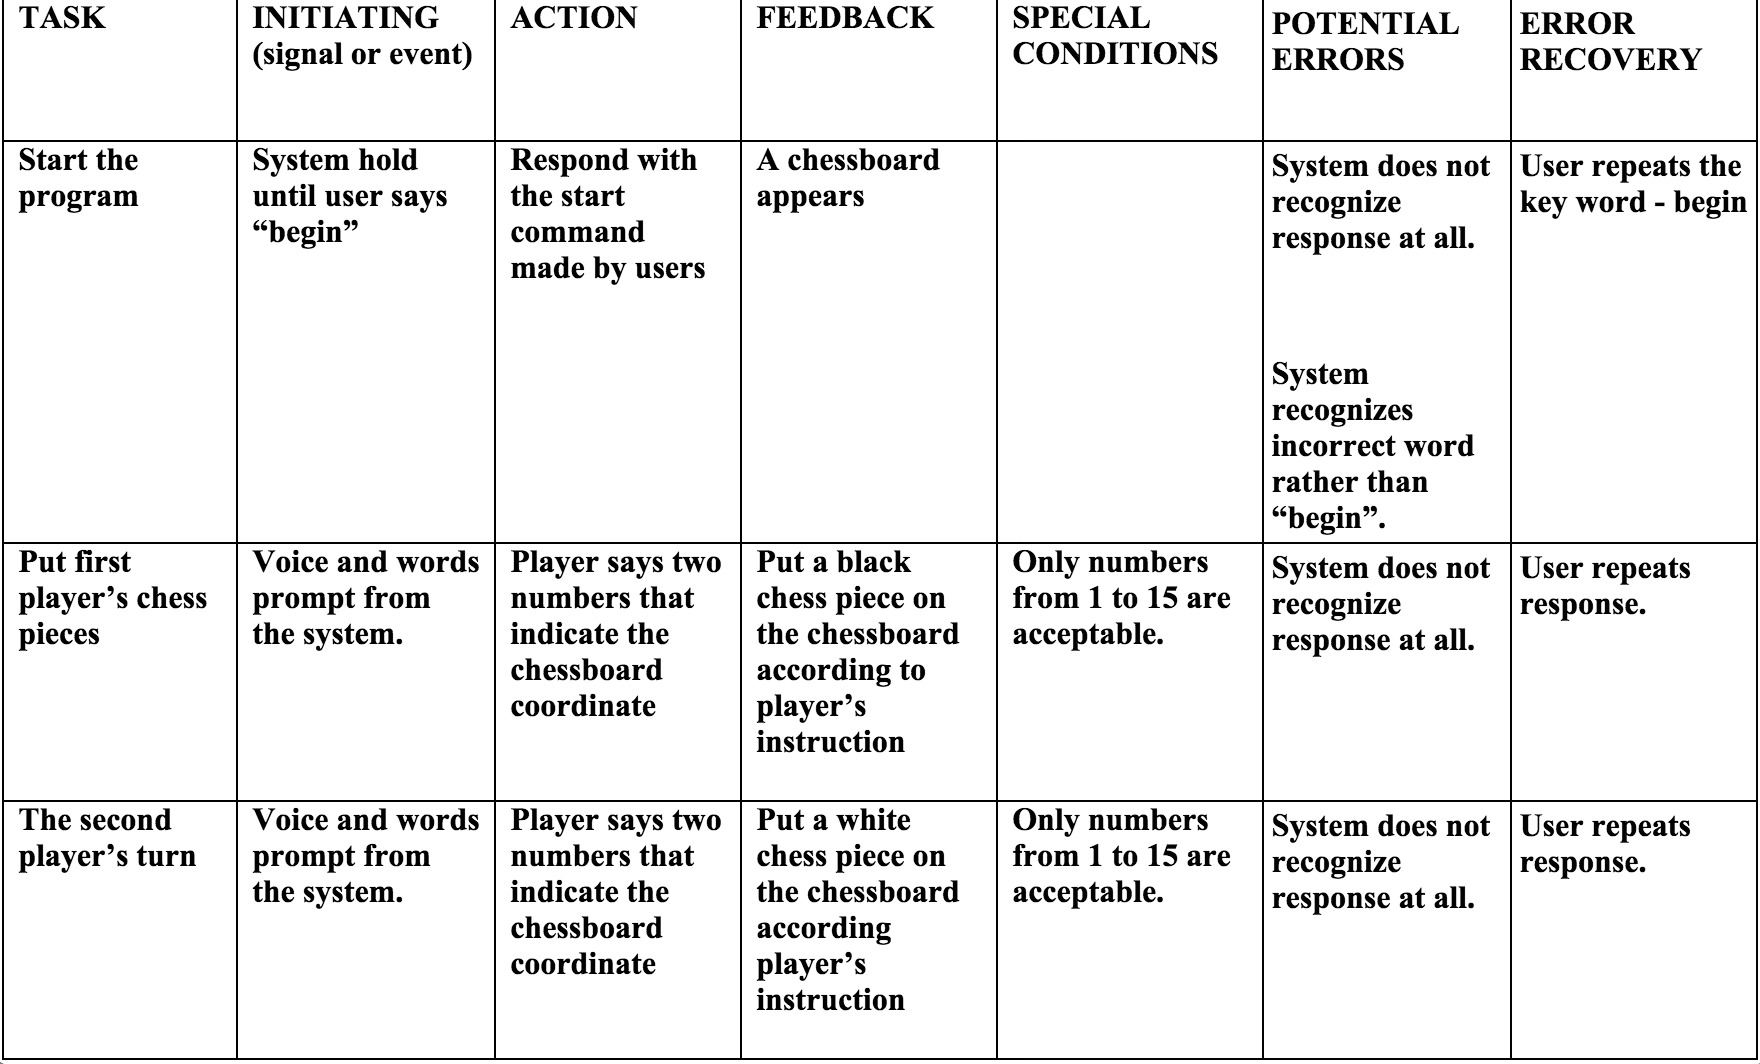 TASK
INITIATING
(signal or event)
ACTION
FEEDBACK
SPECIAL
CONDITIONS
POTENTIAL
ERRORS
ERROR
RECOVERY
Start the
program
System hold
until user says
“begin”
Respond with
the start
command
made by users
A chessboard
appears
System does not
recognize
response at all.
System
recognizes
incorrect word
rather than
“begin”.
User repeats the
key word - begin
Put first
player’s chess
pieces
Voice and words
prompt from
the system.
Player says two
numbers that
indicate the
chessboard
coordinate
Put a black
chess piece on
the chessboard
according to
player’s
instruction
Only numbers
from 1 to 15 are
acceptable.
System does not
recognize
response at all.
User repeats
response.
The second
player’s turn
Voice and words
prompt from
the system.
Player says two
numbers that
indicate the
chessboard
coordinate
Put a white
chess piece on
the chessboard
according
player’s
instruction
Only numbers
from 1 to 15 are
acceptable.
System does not
recognize
response at all.
User repeats
response.